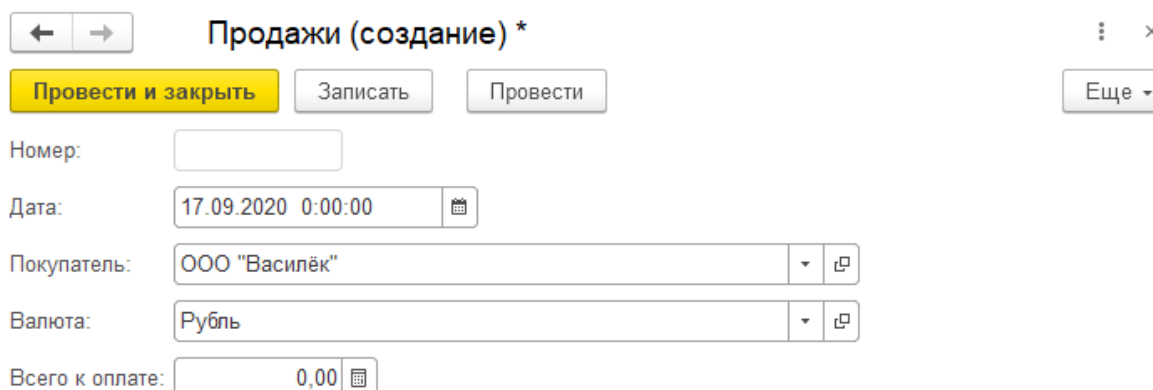 Продажи (создание) *
Провести и закрыть Записать Провести Еще
Номер:
Дата: 17.09.2020 0:00:00
Покупатель: ООО "Василёк"
Валюта: Рубль
Всего к оплате: 0,00